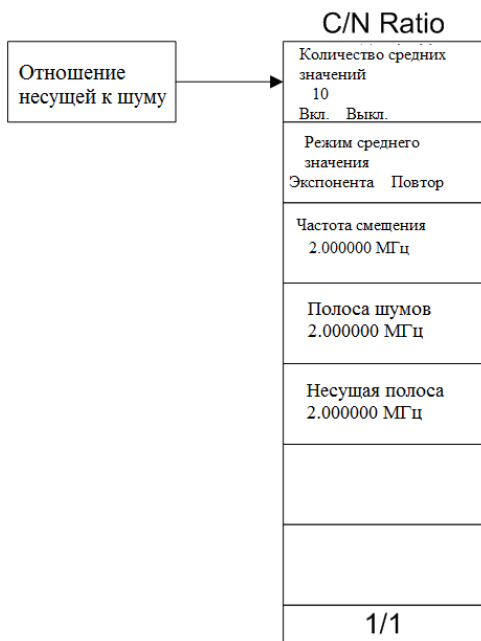 C/N Ratio
Отношение
несущей к шуму
Количество средних
значений
10
Вкл. Выкл.
Режим среднего
значения
Экспонента Повтор
Частота смещения
2.000000 МГц
Полоса шумов
2.000000 МГц
Несущая полоса
2.000000 МГц
1/1